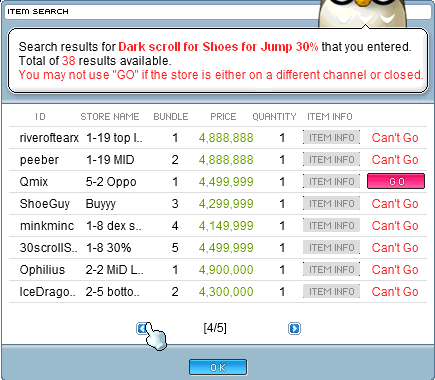 ITEM SEARCH
Search results for Dark scroll for Shoes for Jump 30% that you entered.
Total of 38 results available.
You may not use "GO" if the store is either on a different channel or closed.
ID STORE NAME BUNDLE PRICE QUANTITY ITEM INFO
riveroftearx 1-19 top l.. 1 4,888,888 1 ITEM INFO Can't Go
peeber 1-19 MID 2 4,888,888 1 ITEM INFO Can't Go
Qmix 5-2 Oppo 1 4,499,999 1 ITEM INFO GO
ShoeGuy Buyyy 3 4,299,999 1 ITEM INFO Can't Go
minkminc 1-8 dex s.. 4 4,149,999 1 ITEM INFO Can't Go
30scrollS.. 1-8 30% 5 4,499,999 1 ITEM INFO Can't Go
Ophilius 2-2 MiD L.. 1 4,900,000 1 ITEM INFO Can't Go
IceDrago.. 2-5 botto.. 2 4,300,000 1 ITEM INFO Can't Go
[4/5]
OK